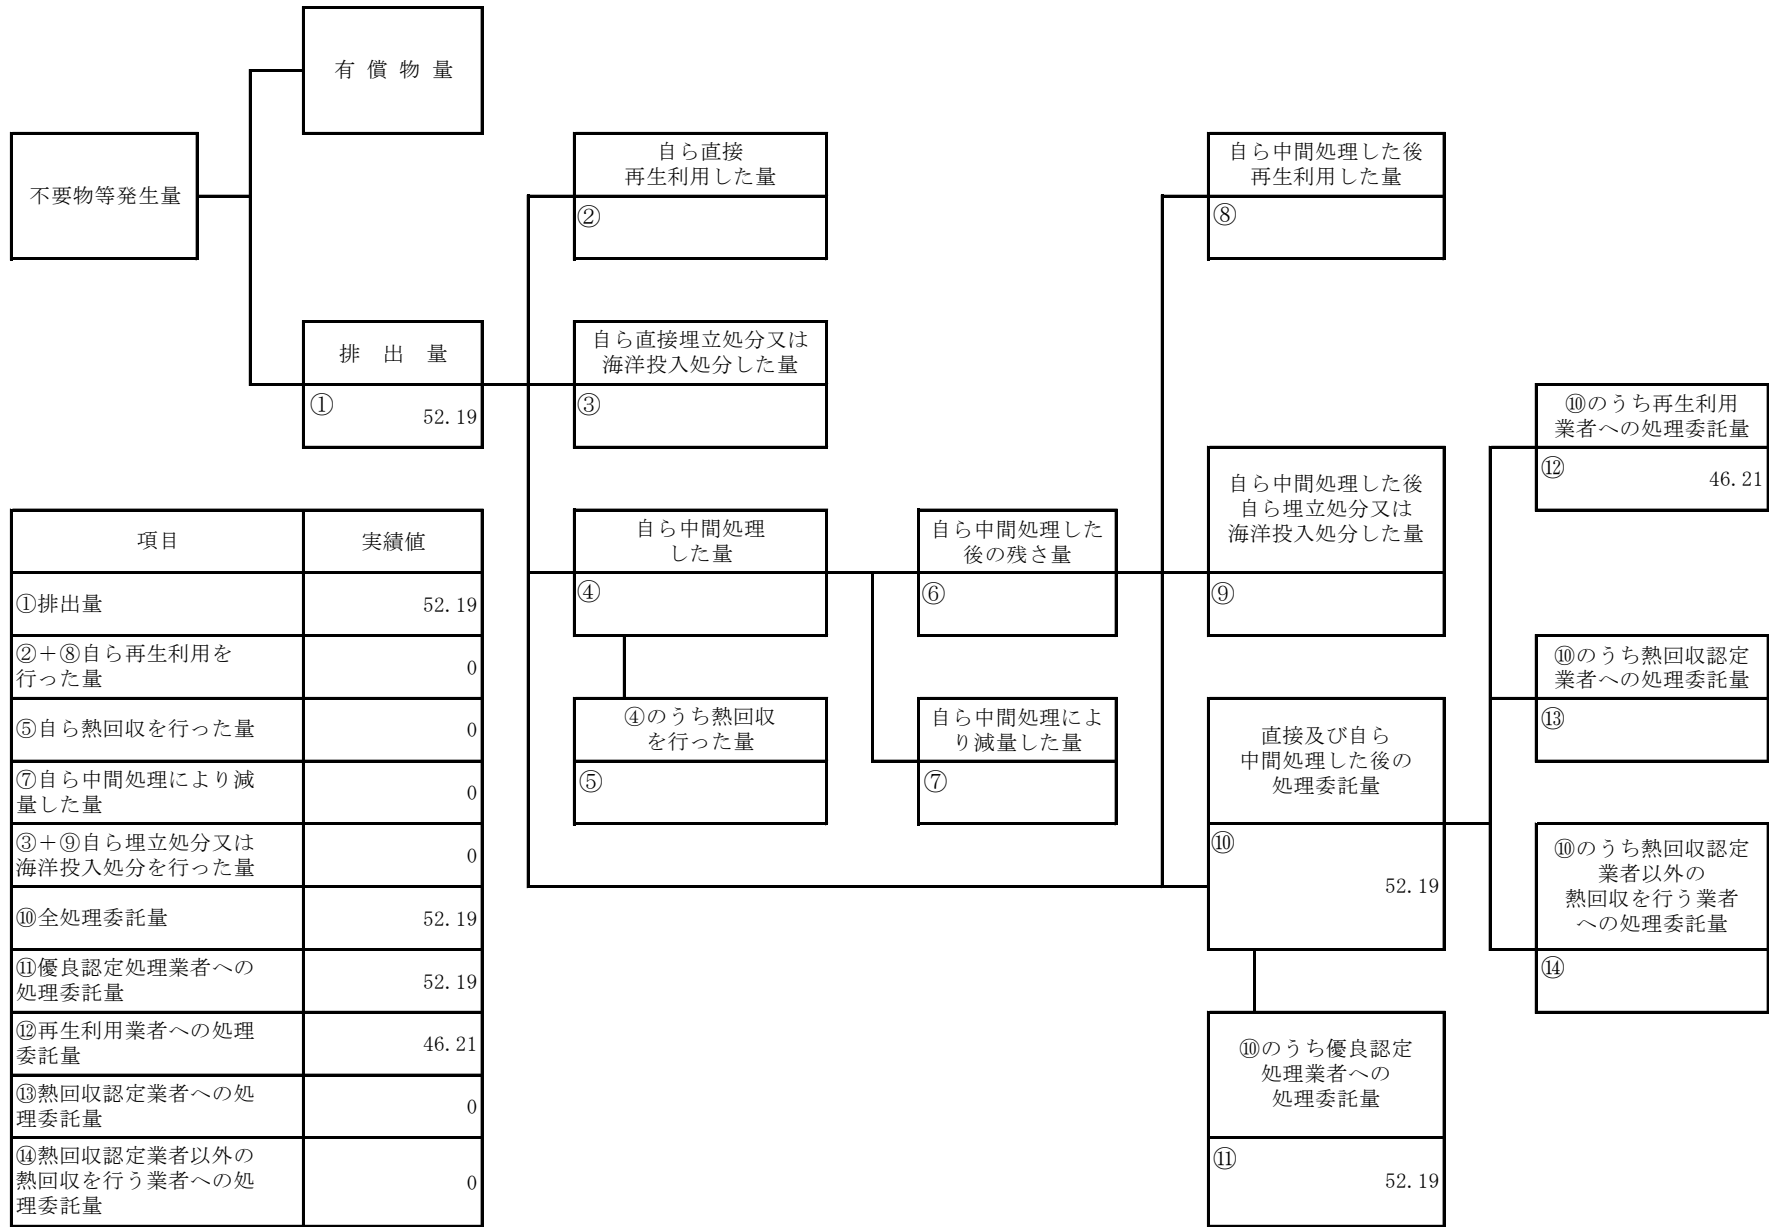 有償物量
不要物等発生量
自ら直接
再生利用した量
②
自ら中間処理した後
再生利用した量
⑧
排出量
①
52.19
自ら直接埋立処分又は
海洋投入処分した量
③
⑩のうち再生利用
業者への処理委託量
⑫
46.21
自ら中間処理した後
自ら埋立処分又は
海洋投入処分した量
⑨
自ら中間処理
した量
④
自ら中間処理した
後の残さ量
⑥
④のうち熱回収
を行った量
⑤
自ら中間処理によ
り減量した量
⑦
⑩のうち熱回収認定
業者への処理委託量
⑬
直接及び自ら
中間処理した後の
処理委託量
⑩
52.19
⑩のうち熱回収認定
業者以外の
熱回収を行う業者
への処理委託量
⑭
⑩のうち優良認定
処理業者への
処理委託量
⑪
52.19
項目 実績値
①排出量 52.19
②+⑧自ら再生利用を
行った量 0
⑤自ら熱回収を行った量 0
⑦自ら中間処理により減
量した量 0
③+⑨自ら埋立処分又は
海洋投入処分を行った量 0
⑩全処理委託量 52.19
⑪優良認定処理業者への
処理委託量 52.19
⑫再生利用業者への処理
委託量 46.21
⑬熱回収認定業者への処
理委託量 0
⑭熱回収認定業者以外の
熱回収を行う業者への処
理委託量 0